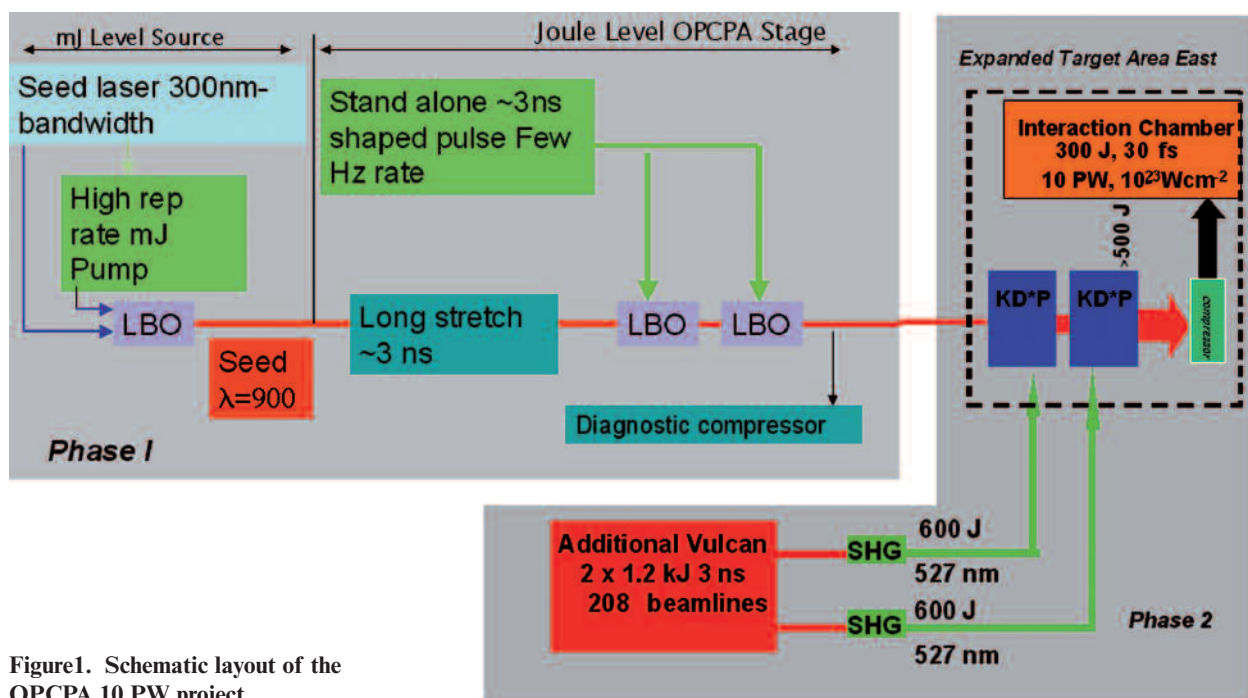 mJ Level Source
Joule Level OPCPA Stage
Seed laser 300nm-
bandwidth
High rep
rate mJ
Pump
LBO
Seed
λ=900
Stand alone ~3ns
shaped pulse Few
Hz rate
Long stretch
~3 ns
LBO
LBO
Diagnostic compressor
Phase I
Expanded Target Area East
Interaction Chamber
300 J, 30 fs
10 PW, 10²³Wcm-²
>500 J
KD*P
KD*P
compressor
Additional Vulcan
2 x 1.2 kJ 3 ns
208 beamlines
SHG
600 J
527 nm
SHG
600 J
527 nm
Phase 2
Figure1. Schematic layout of the
OPCPA 10 PW project.